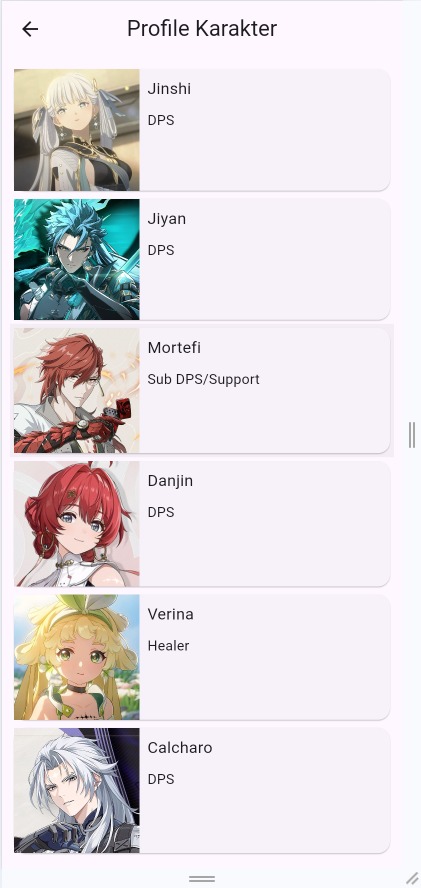 Profile Karakter
Jinshi
DPS
Jiyan
DPS
Mortefi
Sub DPS/Support
Danjin
DPS
Verina
Healer
Calcharo
DPS